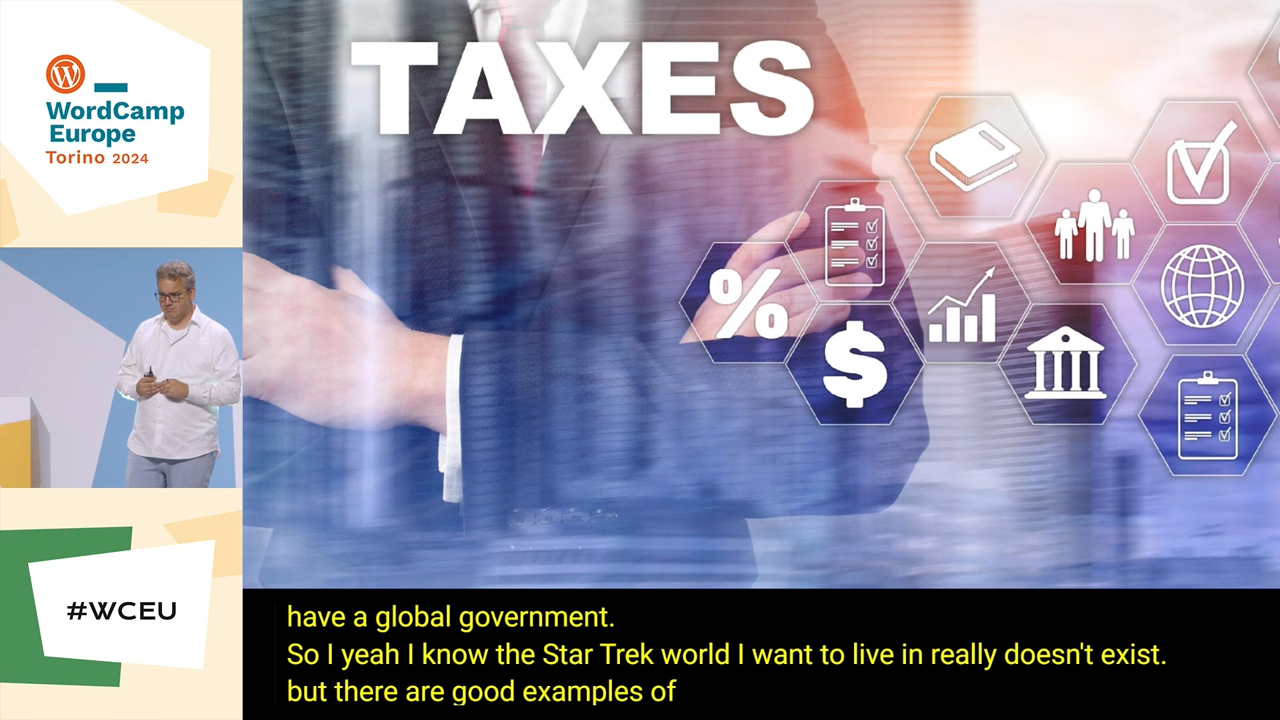 WordCamp
Europe
Torino 2024
TAXES
%
$
#WCEU
have a global government.
So I yeah I know the Star Trek world I want to live in really doesn't exist.
but there are good examples of